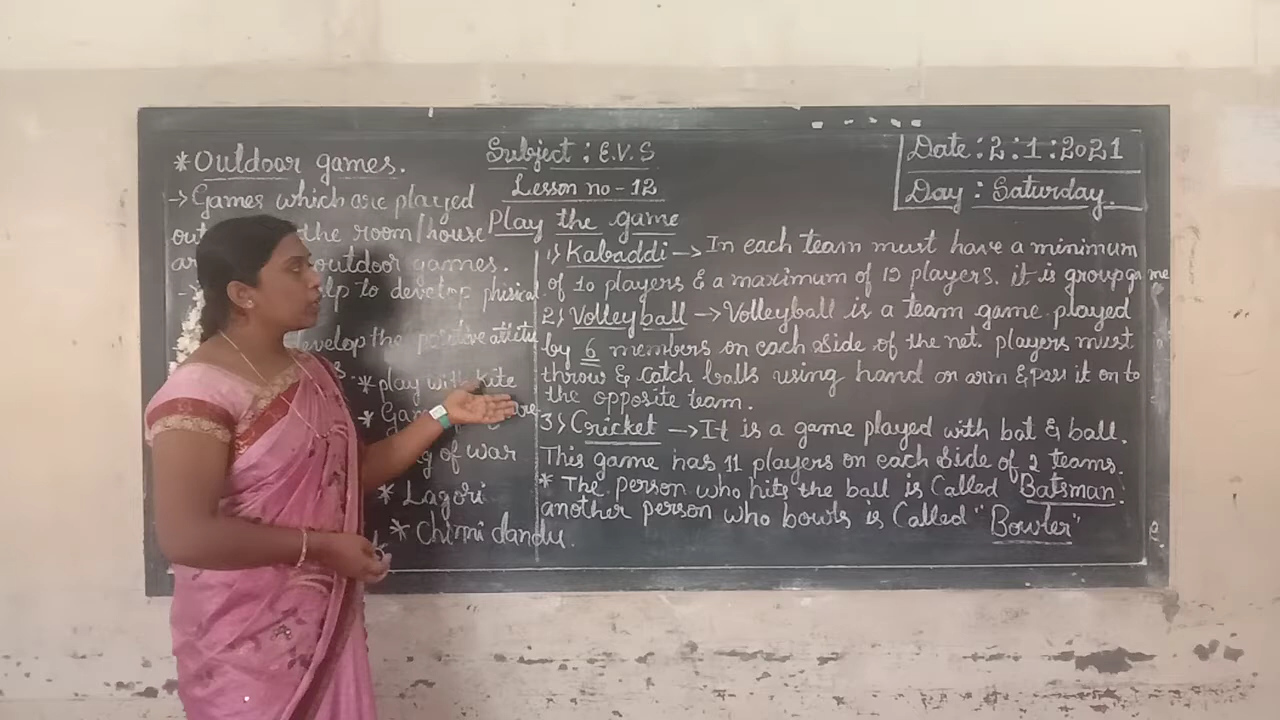 Subject : E.V.S
Lesson no - 12
Play the game
Date : 2 : 1 : 2021
Day : Saturday.
* Outdoor games.
→ Games which are played
the room/house
outdoor games.
to develop phisical
develop the positive
* play with kite
*
of war
* Lagori
* Chinni dandu.
1) Kabaddi → In each team must have a minimum
of 10 players & a maximum of 12 players. it is group game
2) Volleyball → Volleyball is a team game played
by 6 members on each side of the net. players must
throw & catch balls using hand or arm & pass it on to
the opposite team.
3) Cricket → It is a game played with bat & ball.
This game has 11 players on each side of 2 teams.
* The person who hits the ball is Called Batsman.
another person who bowls is Called "Bowler"